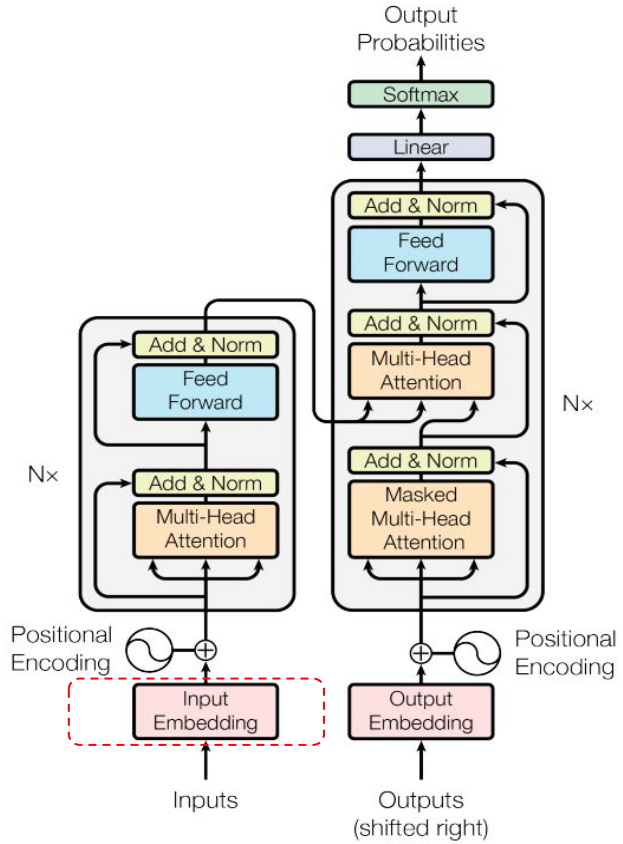 Output
Probabilities
Softmax
Linear
Add & Norm
Feed
Forward
Add & Norm
Multi-Head
Attention
Add & Norm
Masked
Multi-Head
Attention
Nx
Positional
Encoding
Output
Embedding
Outputs
(shifted right)
Add & Norm
Feed
Forward
Add & Norm
Multi-Head
Attention
Nx
Positional
Encoding
Input
Embedding
Inputs